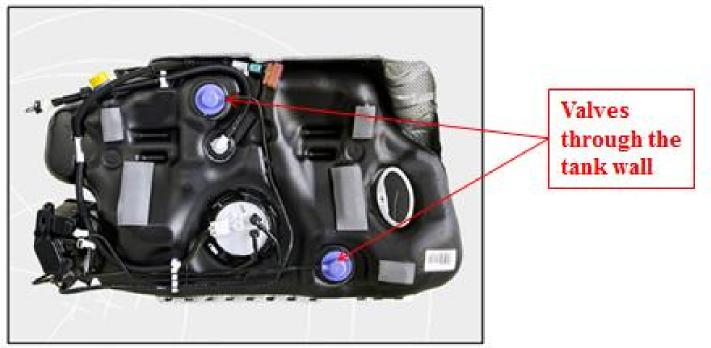 Valves
through the
tank wall